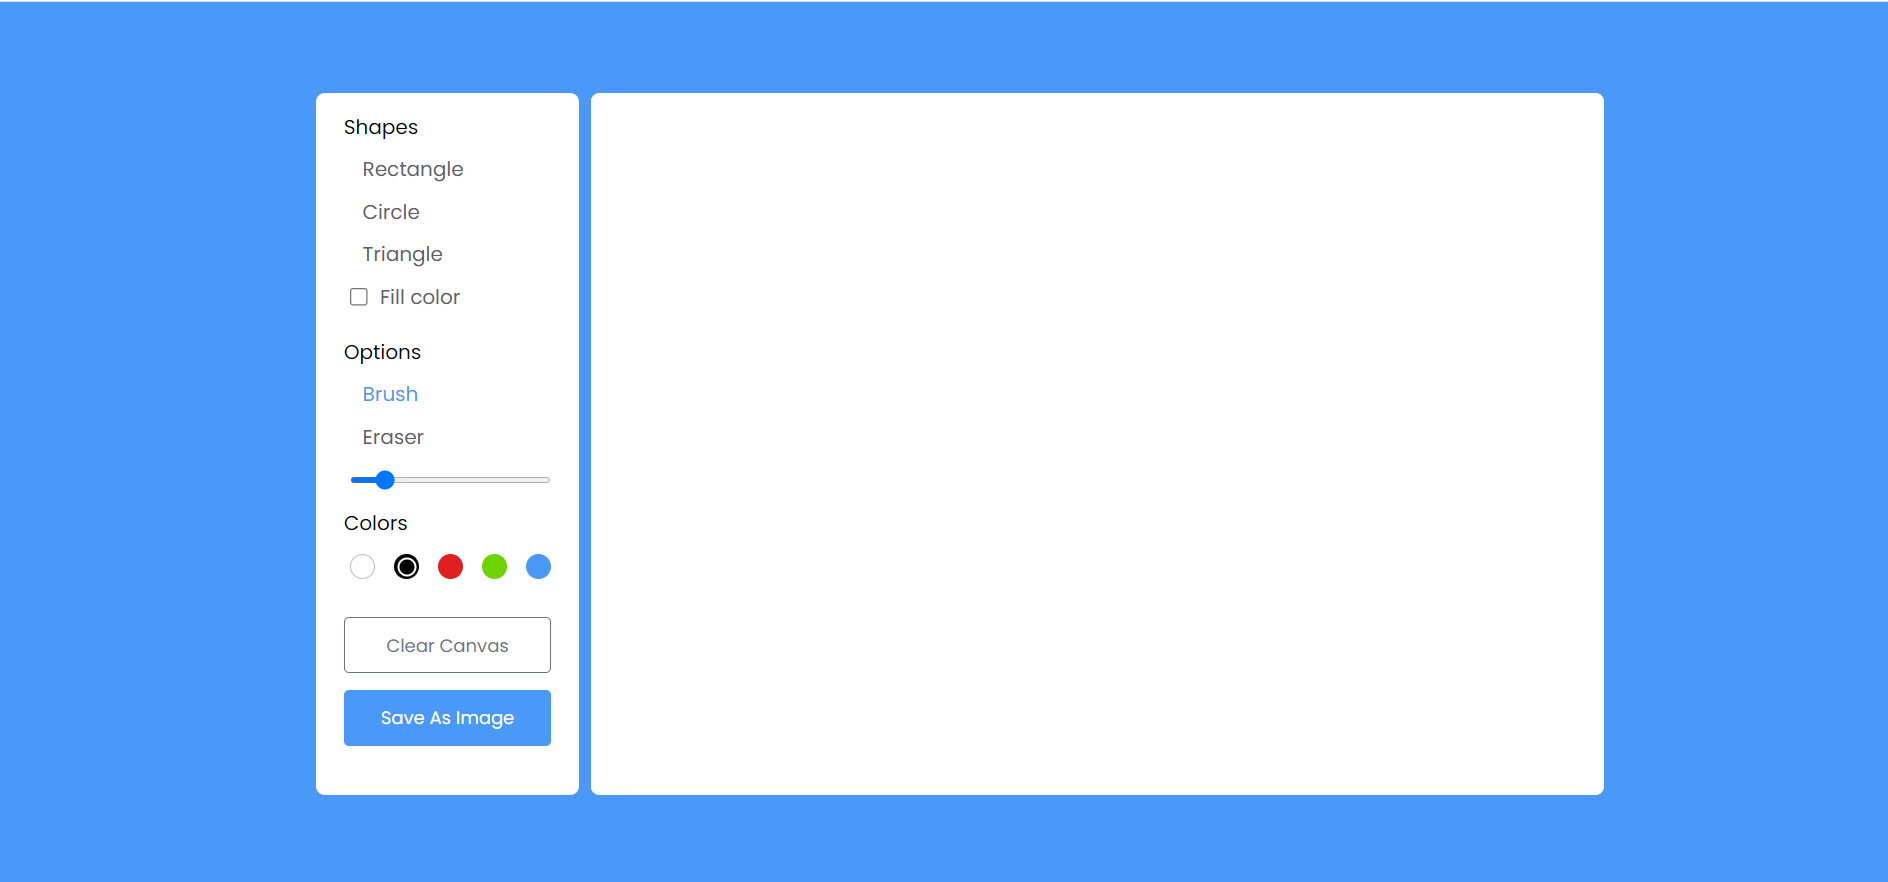 Shapes
Rectangle
Circle
Triangle
Fill color
Options
Brush
Eraser
Colors
Clear Canvas
Save As Image